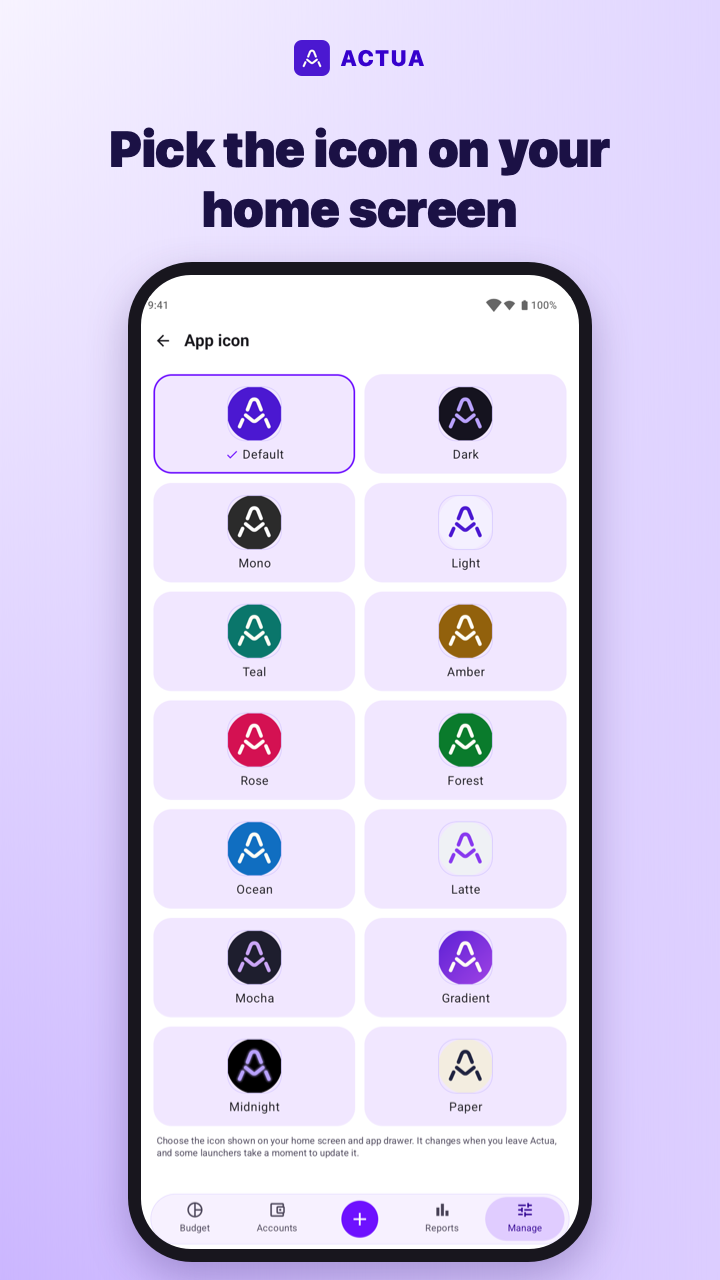 ACTUA
Pick the icon on your
home screen
9:41
100%
App icon
Default
Dark
Mono
Light
Teal
Amber
Rose
Forest
Ocean
Latte
Mocha
Gradient
Midnight
Paper
Choose the icon shown on your home screen and app drawer. It changes when you leave Actua,
and some launchers take a moment to update it.
Budget
Accounts
Reports
Manage